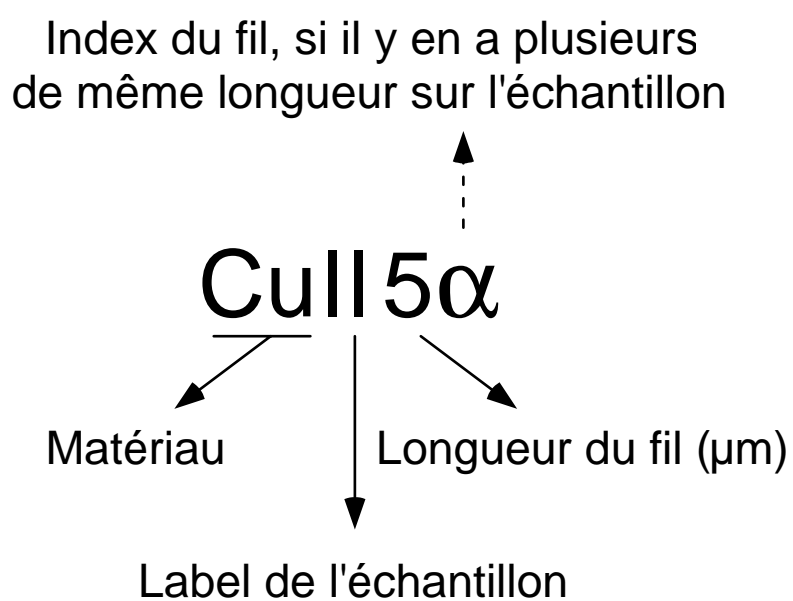 Index du fil, si il y en a plusieurs
de même longueur sur l'échantillon
CuII5α
Matériau
Longueur du fil (µm)
Label de l'échantillon